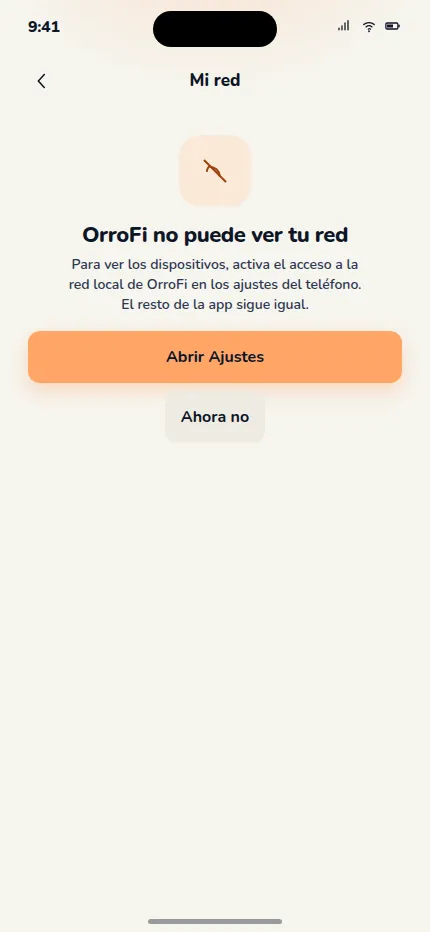 9:41
Mi red
OrroFi no puede ver tu red
Para ver los dispositivos, activa el acceso a la
red local de OrroFi en los ajustes del teléfono.
El resto de la app sigue igual.
Abrir Ajustes
Ahora no